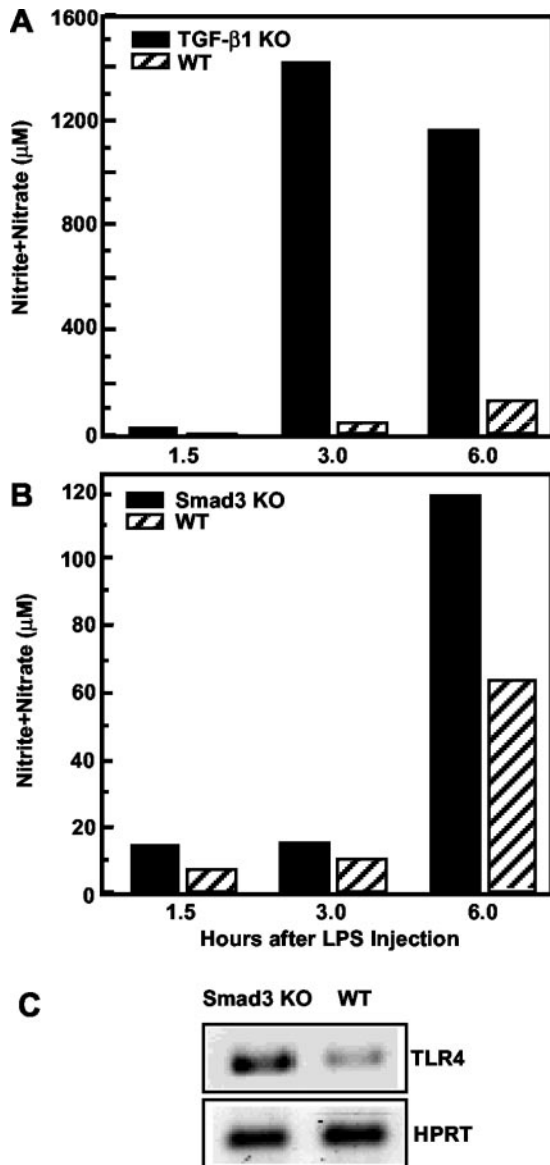 A
TGF-β1 KO
WT
Nitrite+Nitrate (μM)
1600
1200
800
400
0
1.5 3.0 6.0
B
Smad3 KO
WT
Nitrite+Nitrate (μM)
120
100
80
60
40
20
0
1.5 3.0 6.0
Hours after LPS Injection
C
Smad3 KO WT
TLR4
HPRT